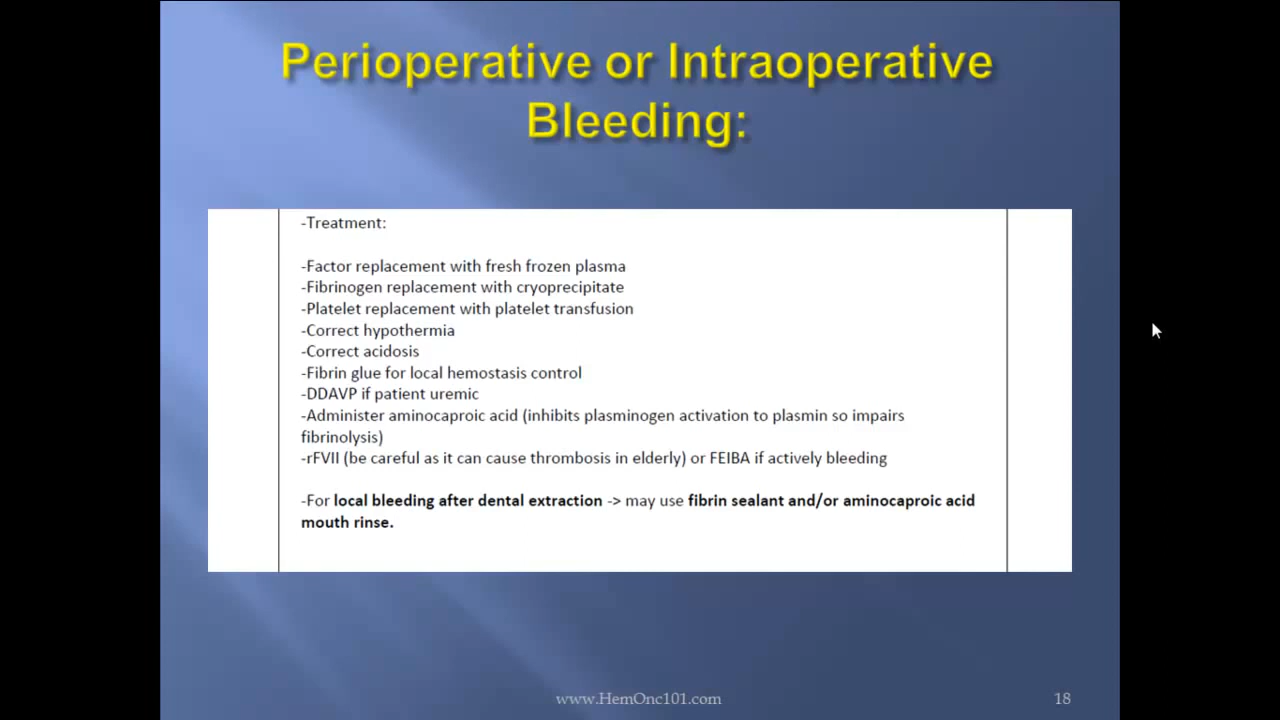 Perioperative or Intraoperative
Bleeding:
-Treatment:
-Factor replacement with fresh frozen plasma
-Fibrinogen replacement with cryoprecipitate
-Platelet replacement with platelet transfusion
-Correct hypothermia
-Correct acidosis
-Fibrin glue for local hemostasis control
-DDAVP if patient uremic
-Administer aminocaproic acid (inhibits plasminogen activation to plasmin so impairs
fibrinolysis)
-rFVII (be careful as it can cause thrombosis in elderly) or FEIBA if actively bleeding
-For local bleeding after dental extraction -> may use fibrin sealant and/or aminocaproic acid
mouth rinse.
www.HemOnc101.com
18